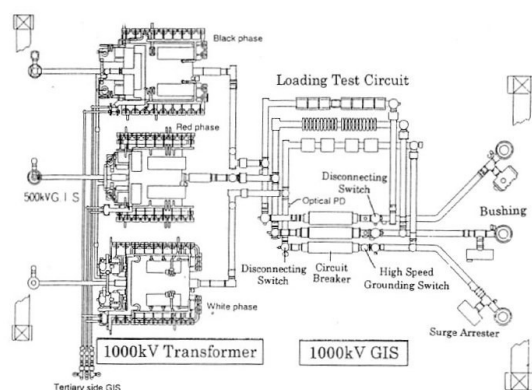 Black phase
Loading Test Circuit
Red phase
Disconnecting
Switch
500kV G I S
Optical PD
Bushing
Disconnecting
Switch
Circuit
Breaker
High Speed
Grounding Switch
White phase
Surge Arrester
1000kV Transformer
1000kV GIS
Tertiary side GIS